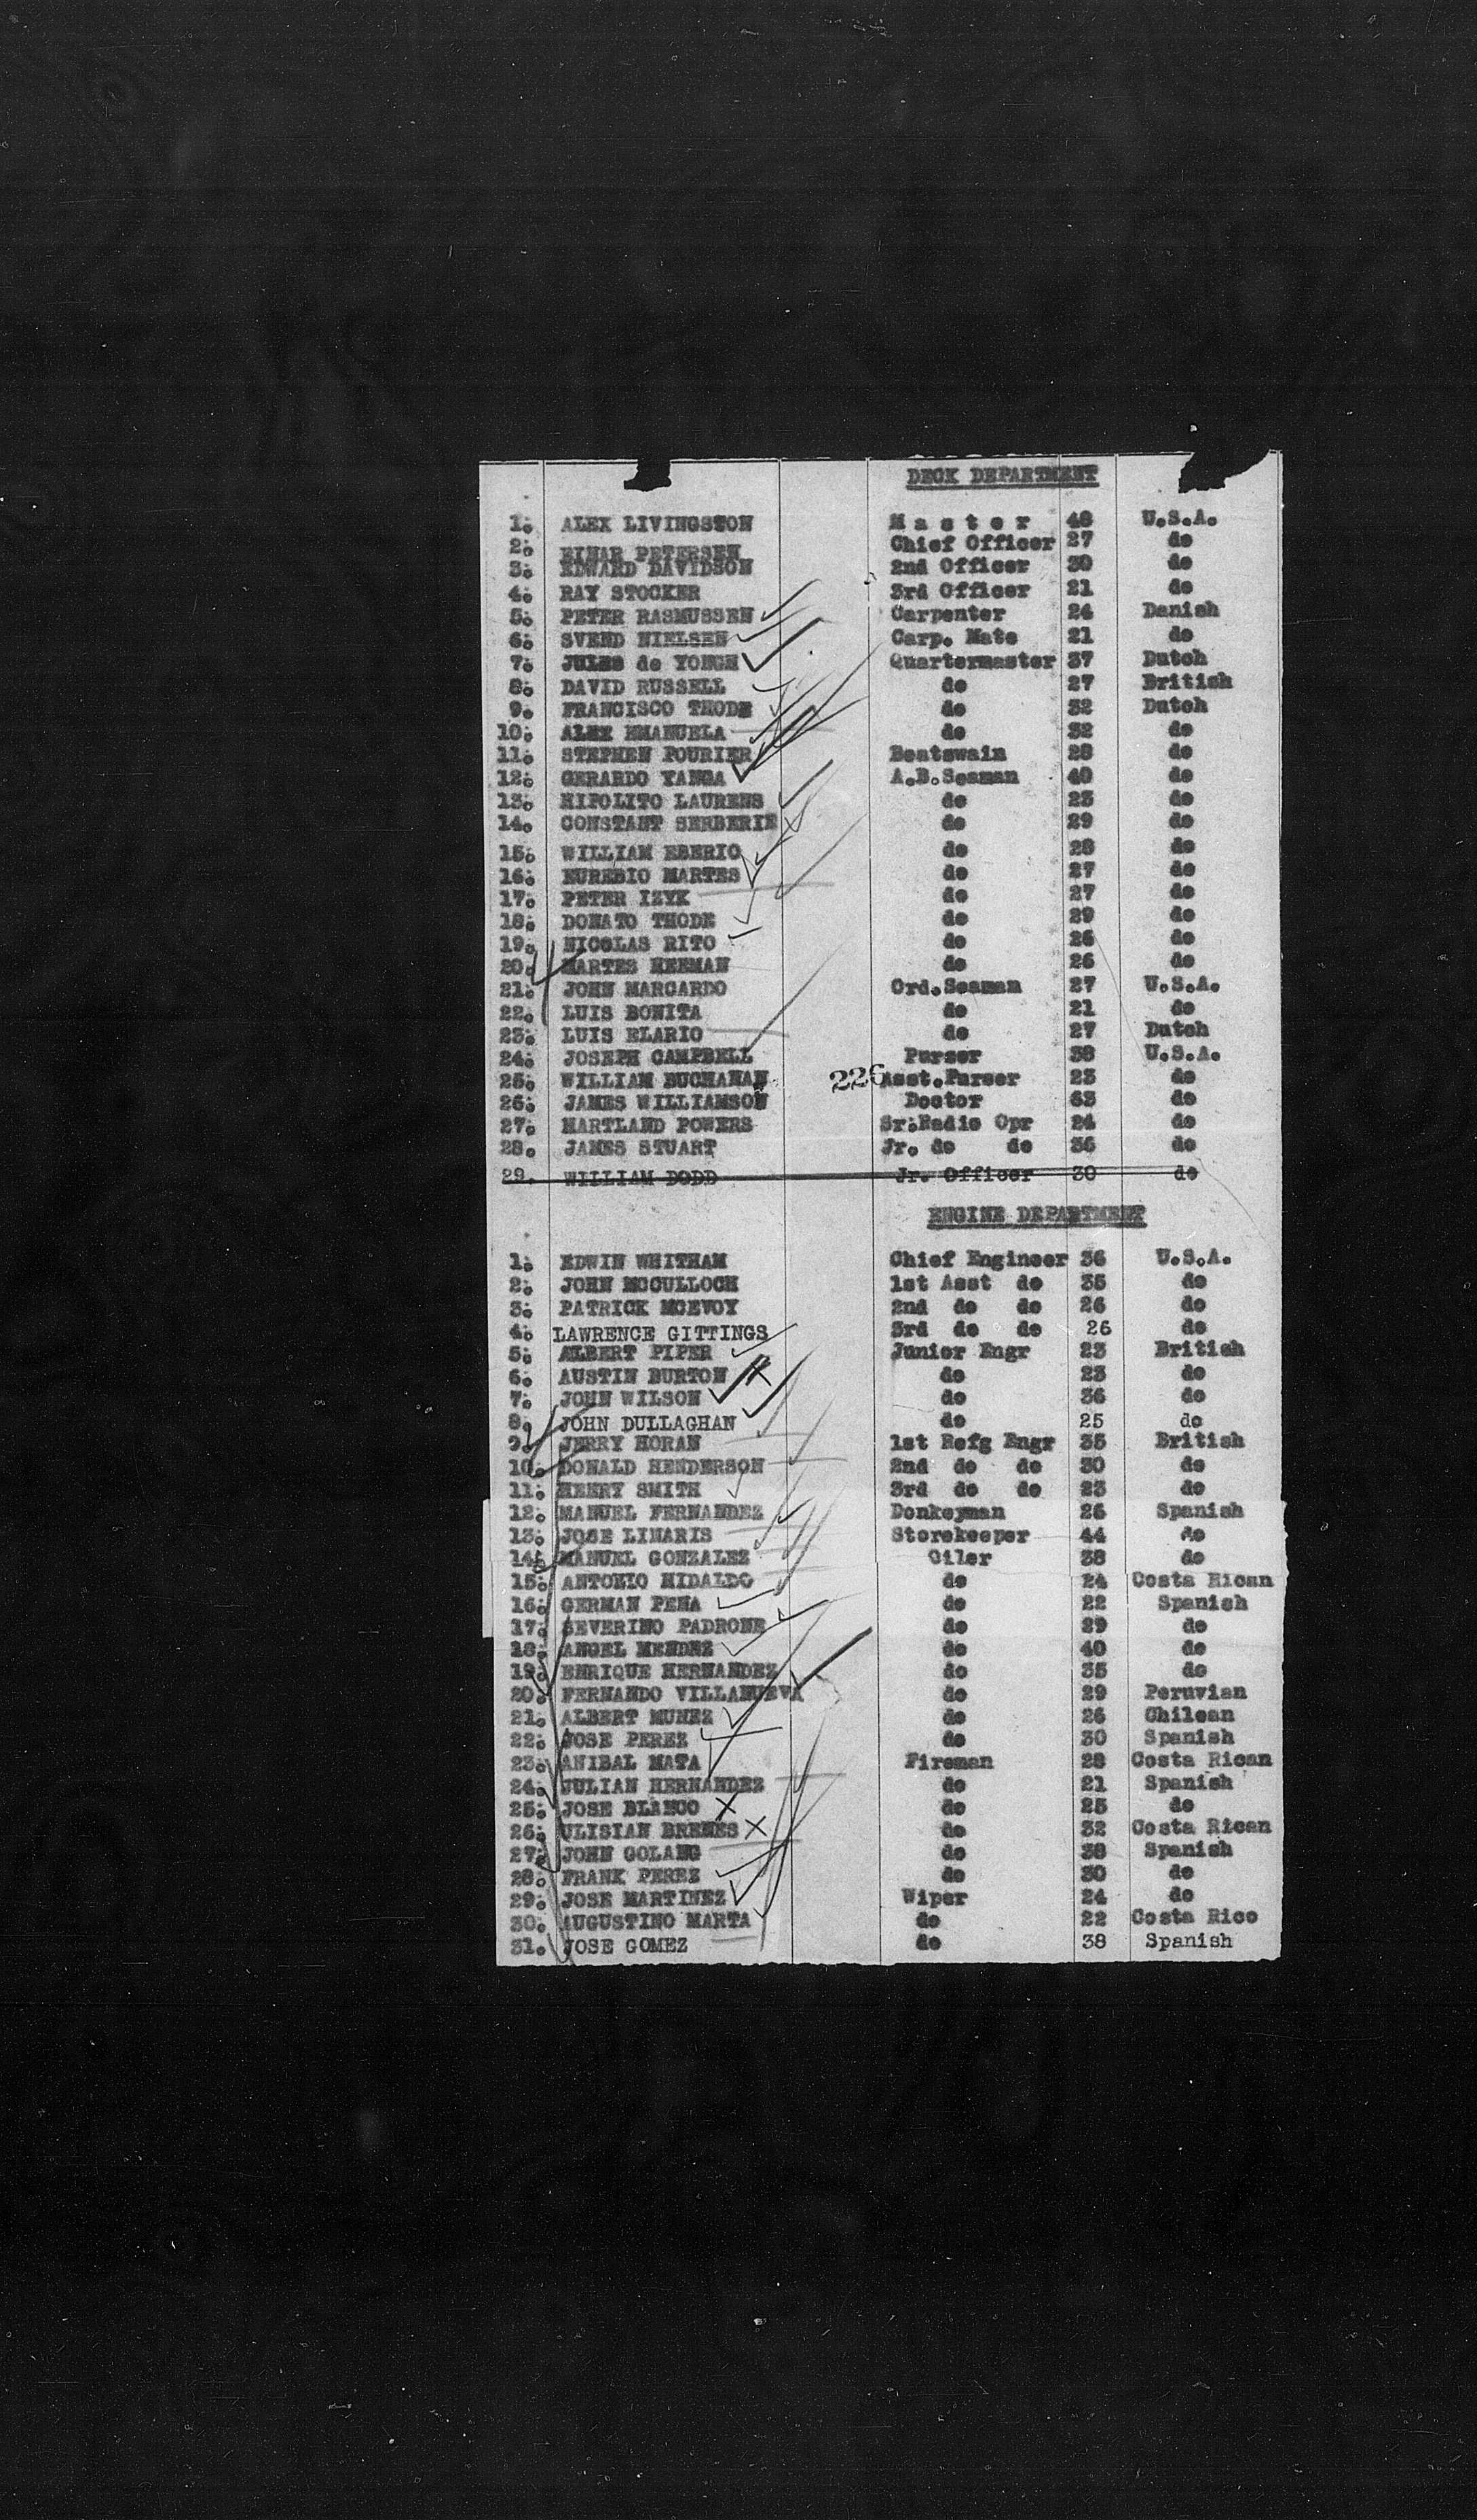 DECK DEPARTMENT
1. ALEX LIVINGSTON M a s t e r 48 U.S.A.
2. EINAR PETERSEN Chief Officer 27 do
3. EDWARD DAVIDSON 2nd Officer 30 do
4. RAY STOCKER 3rd Officer 21 do
5. PETER RASMUSSEN Carpenter 24 Danish
6. SVEND NIELSEN Carp. Mate 21 do
7. JULES de YONGH Quartermaster 37 Dutch
8. DAVID RUSSELL do 27 British
9. FRANCISCO THODE do 32 Dutch
10. ALEX EMANUELA do 32 do
11. STEPHEN POURIER Boatswain 28 do
12. GERARDO YANGA A.B.Seaman 40 do
13. HIPOLITO LAURENS do 23 do
14. CONSTANT SERBERIE do 29 do
15. WILLIAM EBERIO do 28 do
16. EUREBIO MARTES do 27 do
17. PETER IZYK do 27 do
18. DONATO THODE do 29 do
19. NICOLAS RITO do 26 do
20. MARTES HEEMAN do 26 do
21. JOHN MARCARDO Ord.Seaman 27 U.S.A.
22. LUIS BONITA do 21 do
23. LUIS ELARIO do 27 Dutch
24. JOSEPH CAMPBELL Purser 38 U.S.A.
25. WILLIAM BUCHANAN 226 Asst.Purser 23 do
26. JAMES WILLIAMSON Doctor 63 do
27. HARTLAND POWERS Sr.Radio Opr 24 do
28. JAMES STUART Jr. do do 36 do
29. WILLIAM DODD Jr. Officer 30 do
ENGINE DEPARTMENT
1. EDWIN WHITHAM Chief Engineer 36 U.S.A.
2. JOHN MCCULLOCH 1st Asst do 35 do
3. PATRICK MCEVOY 2nd do do 26 do
4. LAWRENCE GITTINGS 3rd do do 26 do
5. ALBERT PIPER Junior Engr 23 British
6. AUSTIN BURTON do 23 do
7. JOHN WILSON do 36 do
8. JOHN DULLAGHAN do 25 do
9. JERRY HORAN 1st Refg Engr 35 British
10. DONALD HENDERSON 2nd do do 30 do
11. HENRY SMITH 3rd do do 23 do
12. MANUEL FERNANDEZ Donkeyman 26 Spanish
13. JOSE LINARIS Storekeeper 44 do
14. MANUEL GONZALEZ Oiler 38 do
15. ANTONIO HIDALDO do 24 Costa Rican
16. GERMAN PENA do 22 Spanish
17. SEVERINO PADRONE do 29 do
18. ANGEL MENDEZ do 40 do
19. ENRIQUE HERNANDEZ do 35 do
20. FERNANDO VILLANUEVA do 29 Peruvian
21. ALBERT MUNEZ do 26 Chilean
22. JOSE PEREZ do 30 Spanish
23. ANIBAL MATA Fireman 28 Costa Rican
24. JULIAN HERNANDEZ do 21 Spanish
25. JOSE BLANCO do 25 do
26. ULISIAN BRENES do 32 Costa Rican
27. JOHN GOLANG do 38 Spanish
28. FRANK PEREZ do 30 do
29. JOSE MARTINEZ Wiper 24 do
30. AUGUSTINO MARTA do 22 Costa Rico
31. JOSE GOMEZ do 38 Spanish